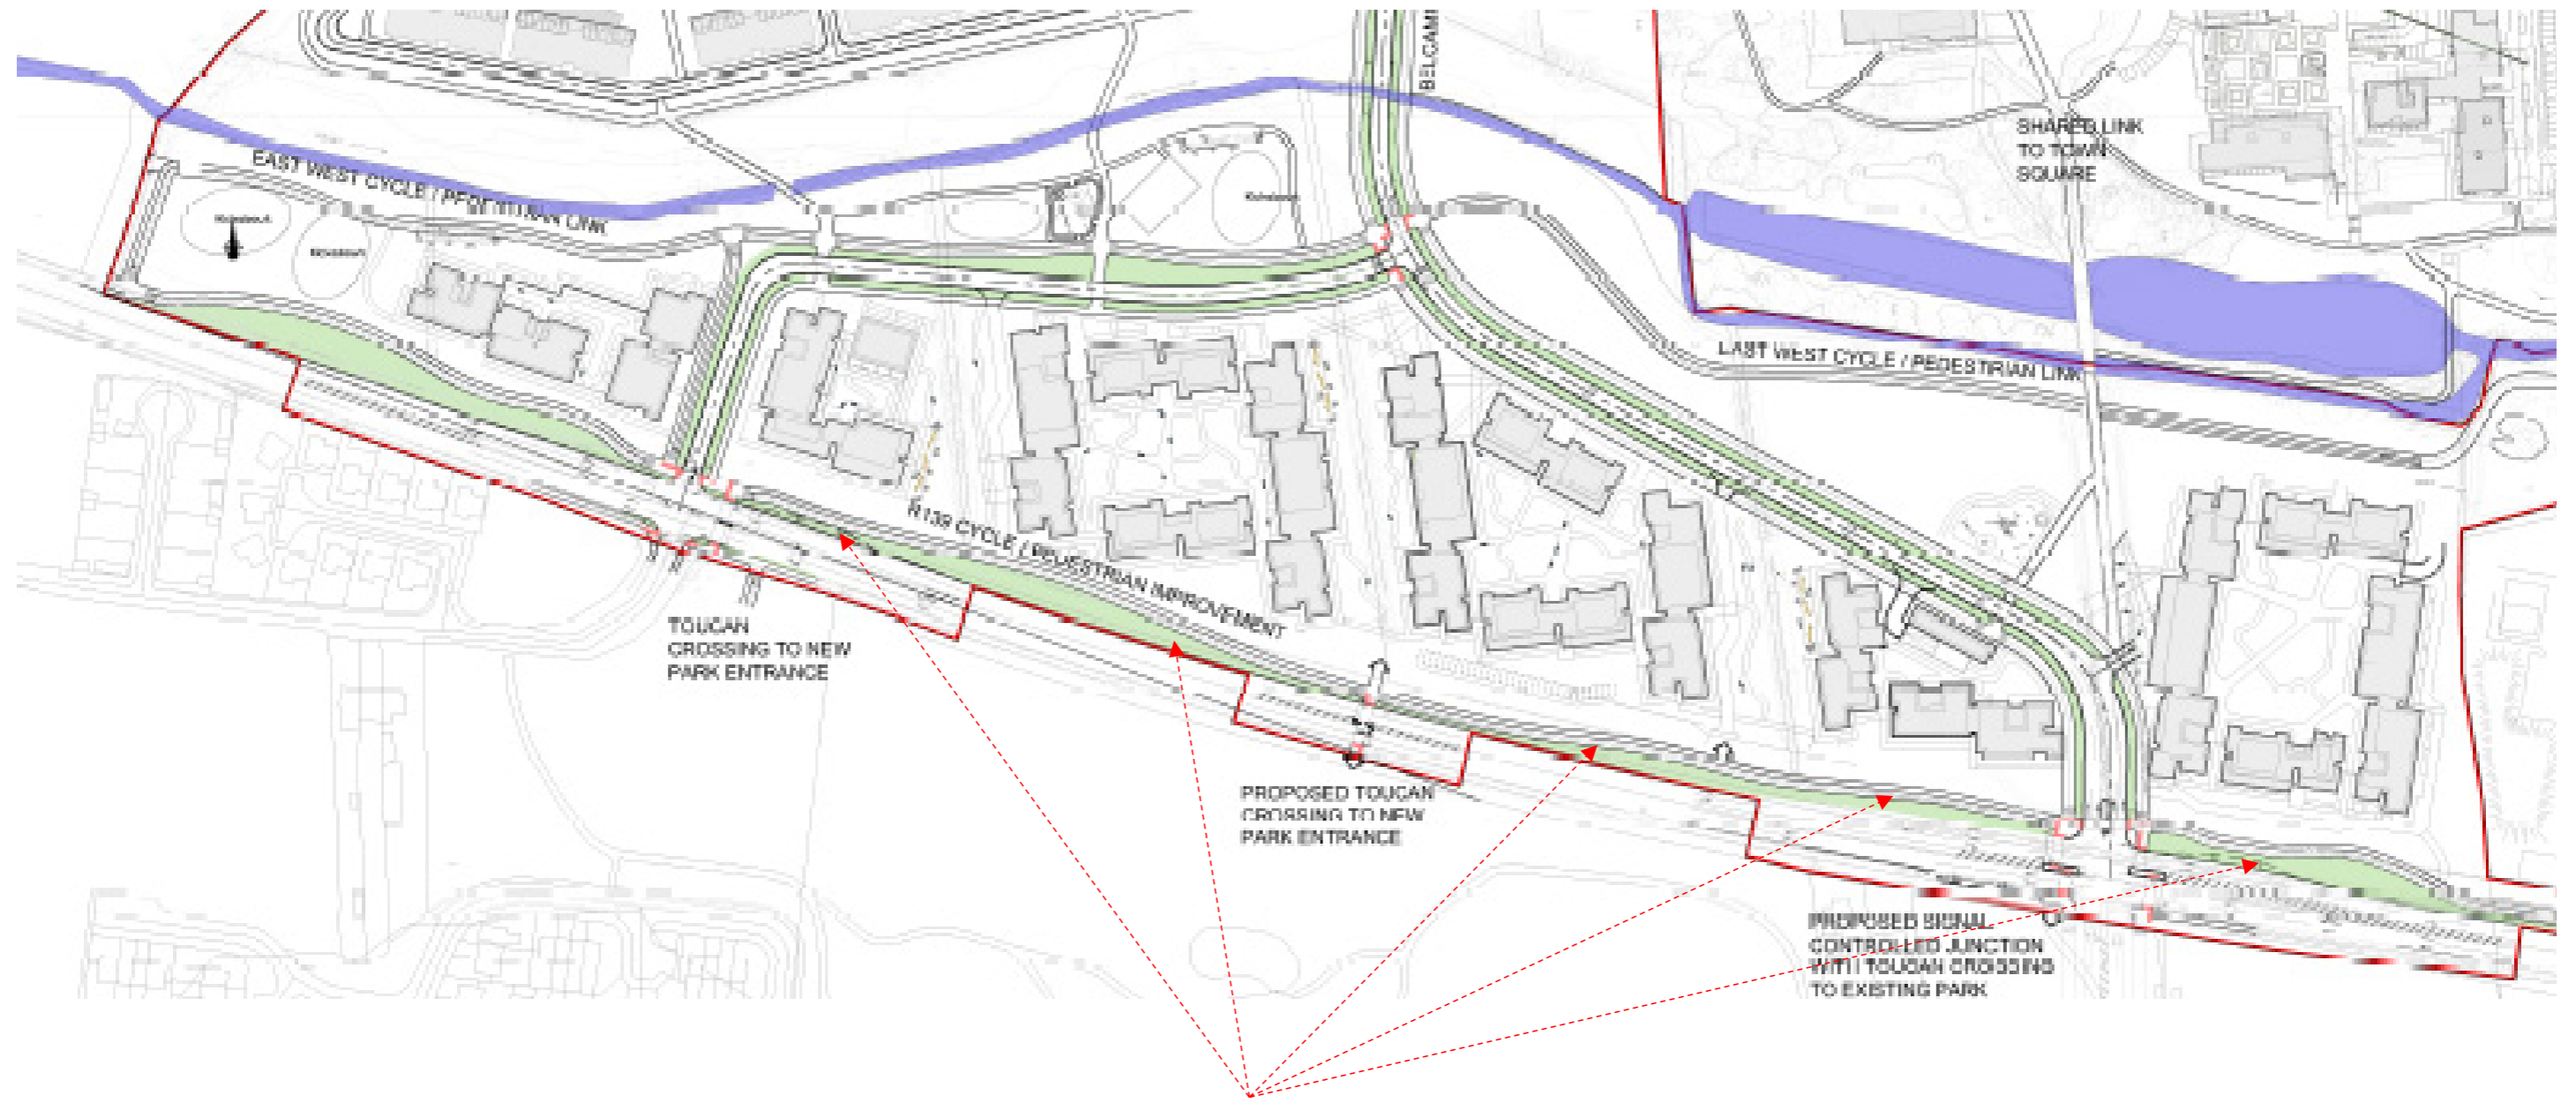 BELCAM
SHARED LINK
TO TOWN
SQUARE
EAST WEST CYCLE / PEDESTRIAN LINK
EAST WEST CYCLE / PEDESTRIAN LINK
R139 CYCLE / PEDESTRIAN IMPROVEMENT
TOUCAN
CROSSING TO NEW
PARK ENTRANCE
PROPOSED TOUCAN
CROSSING TO NEW
PARK ENTRANCE
PROPOSED SIGNAL
CONTROLLED JUNCTION
WITH TOUCAN CROSSING
TO EXISTING PARK